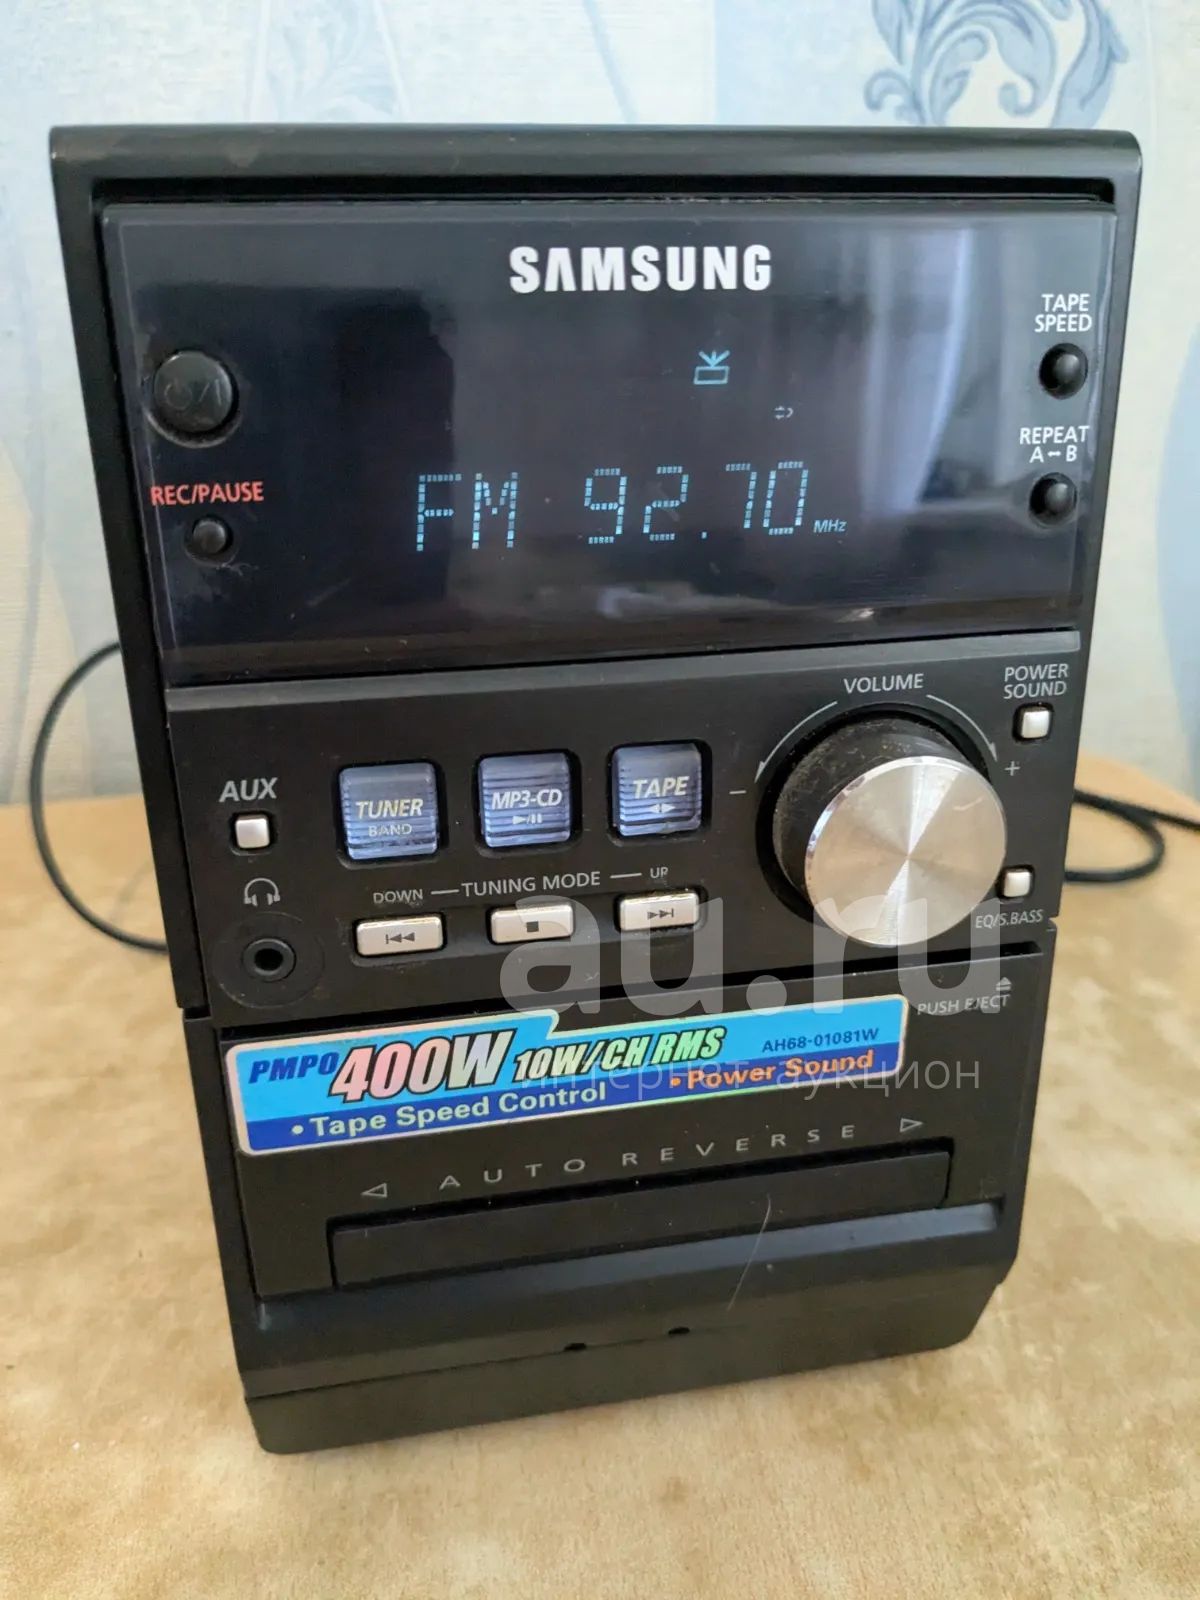 SAMSUNG
TAPE
SPEED
REPEAT
A↔B
REC/PAUSE
FM 92.70 MHz
VOLUME
POWER
SOUND
AUX
TUNER
BAND
MP3-CD
TAPE
- +
DOWN — TUNING MODE — UP
EQ/S.BASS
au.ru
PUSH EJECT
PMPO 400W 10W/CH RMS
AH68-01081W
интернет аукцион
• Tape Speed Control
• Power Sound
AUTO REVERSE